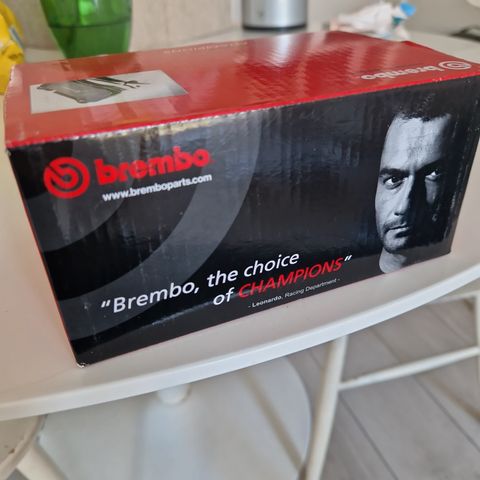 brembo
brembo
www.bremboparts.com
"Brembo, the choice
of CHAMPIONS"
- Leonardo, Racing Department -